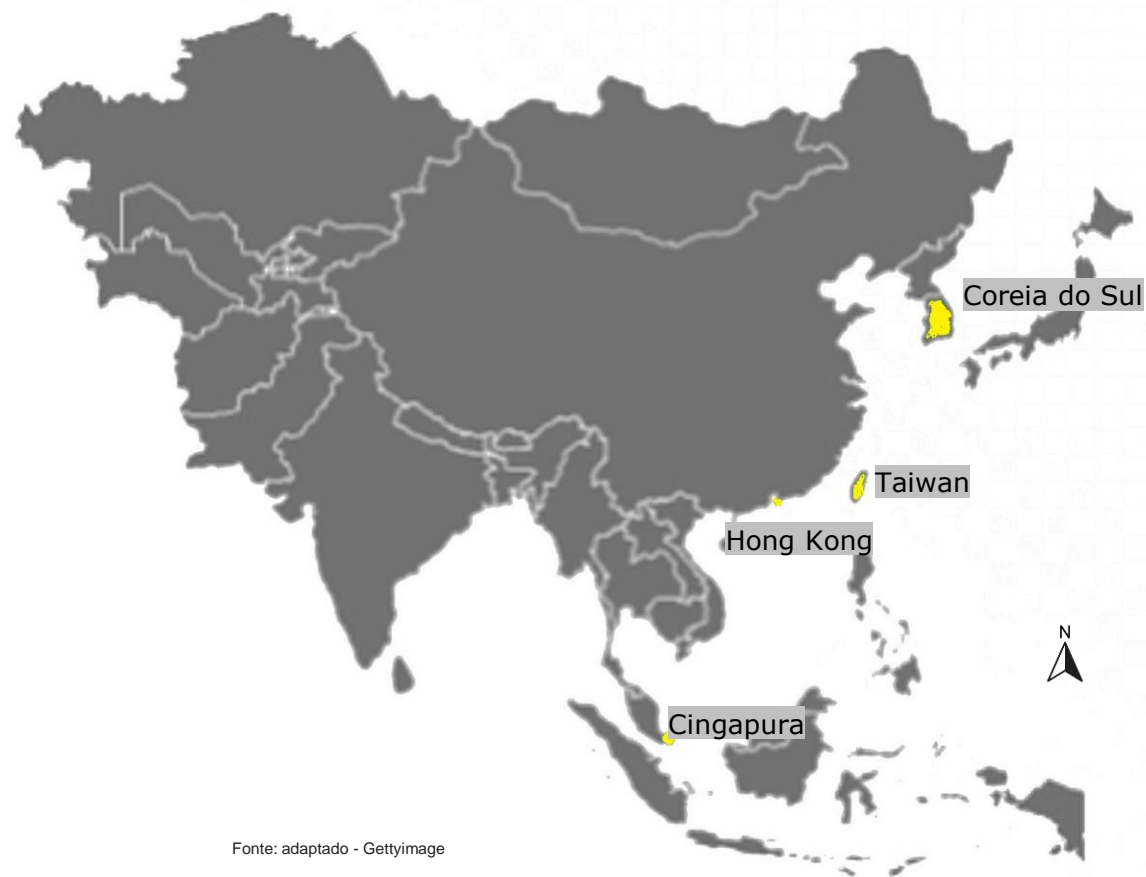 Coreia do Sul
Taiwan
Hong Kong
N
Cingapura
Fonte: adaptado - Gettyimage